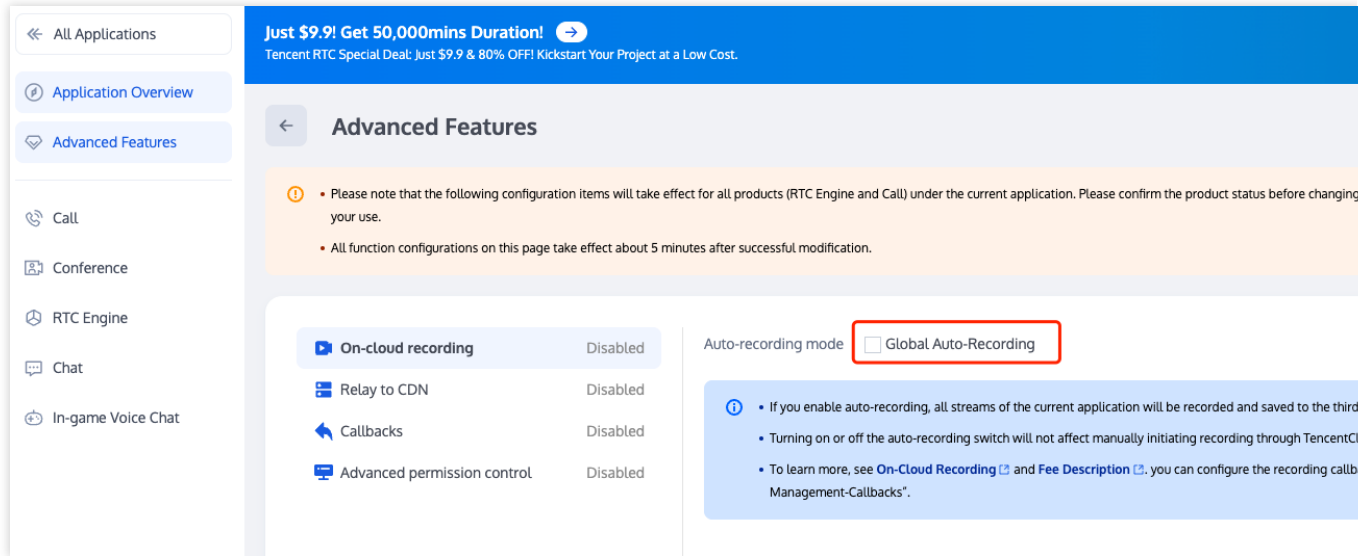 All Applications
Application Overview
Advanced Features
Call
Conference
RTC Engine
Chat
In-game Voice Chat
Just $9.9! Get 50,000mins Duration!
Tencent RTC Special Deal: Just $9.9 & 80% OFF! Kickstart Your Project at a Low Cost.
Advanced Features
• Please note that the following configuration items will take effect for all products (RTC Engine and Call) under the current application. Please confirm the product status before changing
your use.
• All function configurations on this page take effect about 5 minutes after successful modification.
On-cloud recording Disabled
Relay to CDN Disabled
Callbacks Disabled
Advanced permission control Disabled
Auto-recording mode Global Auto-Recording
• If you enable auto-recording, all streams of the current application will be recorded and saved to the third
• Turning on or off the auto-recording switch will not affect manually initiating recording through TencentCl
• To learn more, see On-Cloud Recording and Fee Description. you can configure the recording callb
Management-Callbacks".